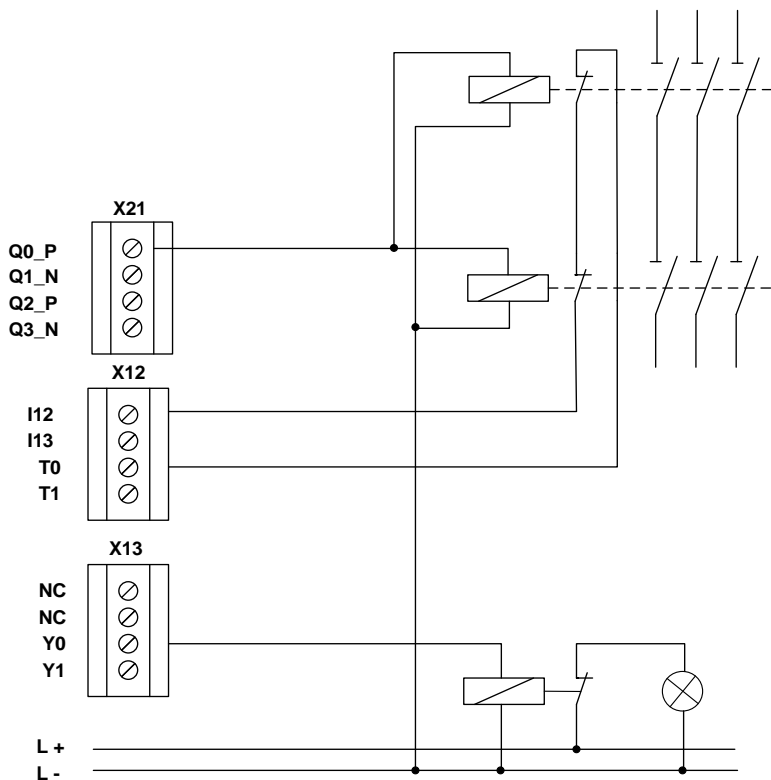 X21
Q0_P
Q1_N
Q2_P
Q3_N
X12
I12
I13
T0
T1
X13
NC
NC
Y0
Y1
L +
L -